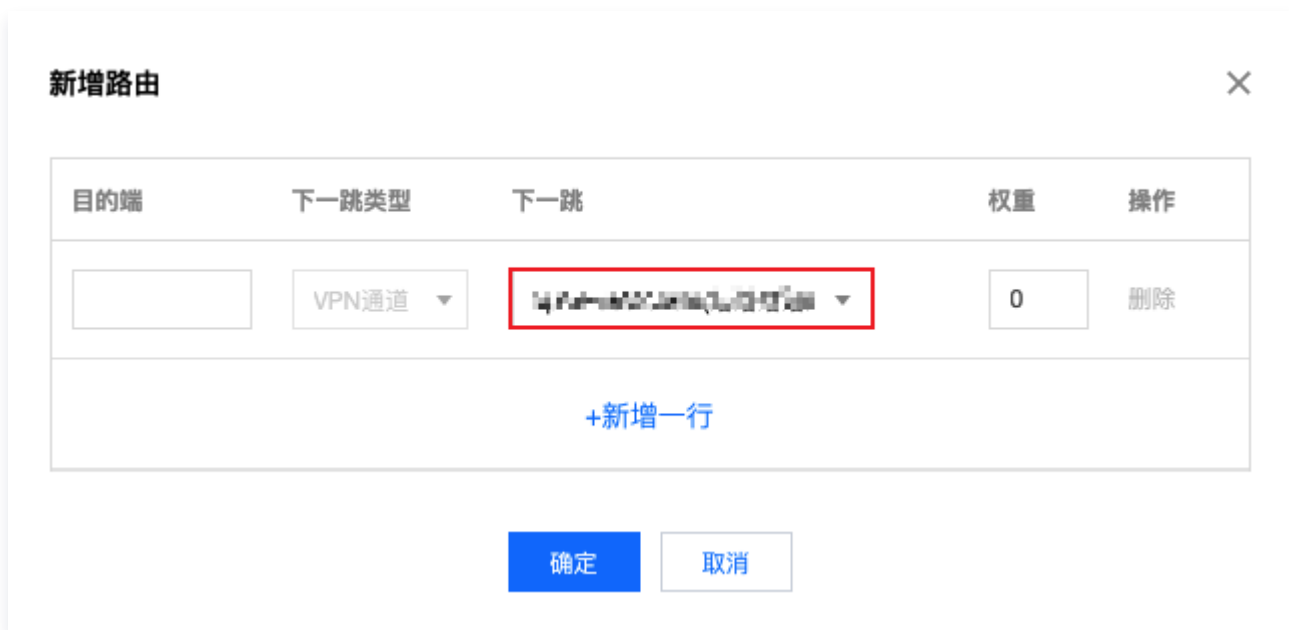 新增路由
目的端 下一跳类型 下一跳 权重 操作
VPN通道 0 删除
+新增一行
确定 取消